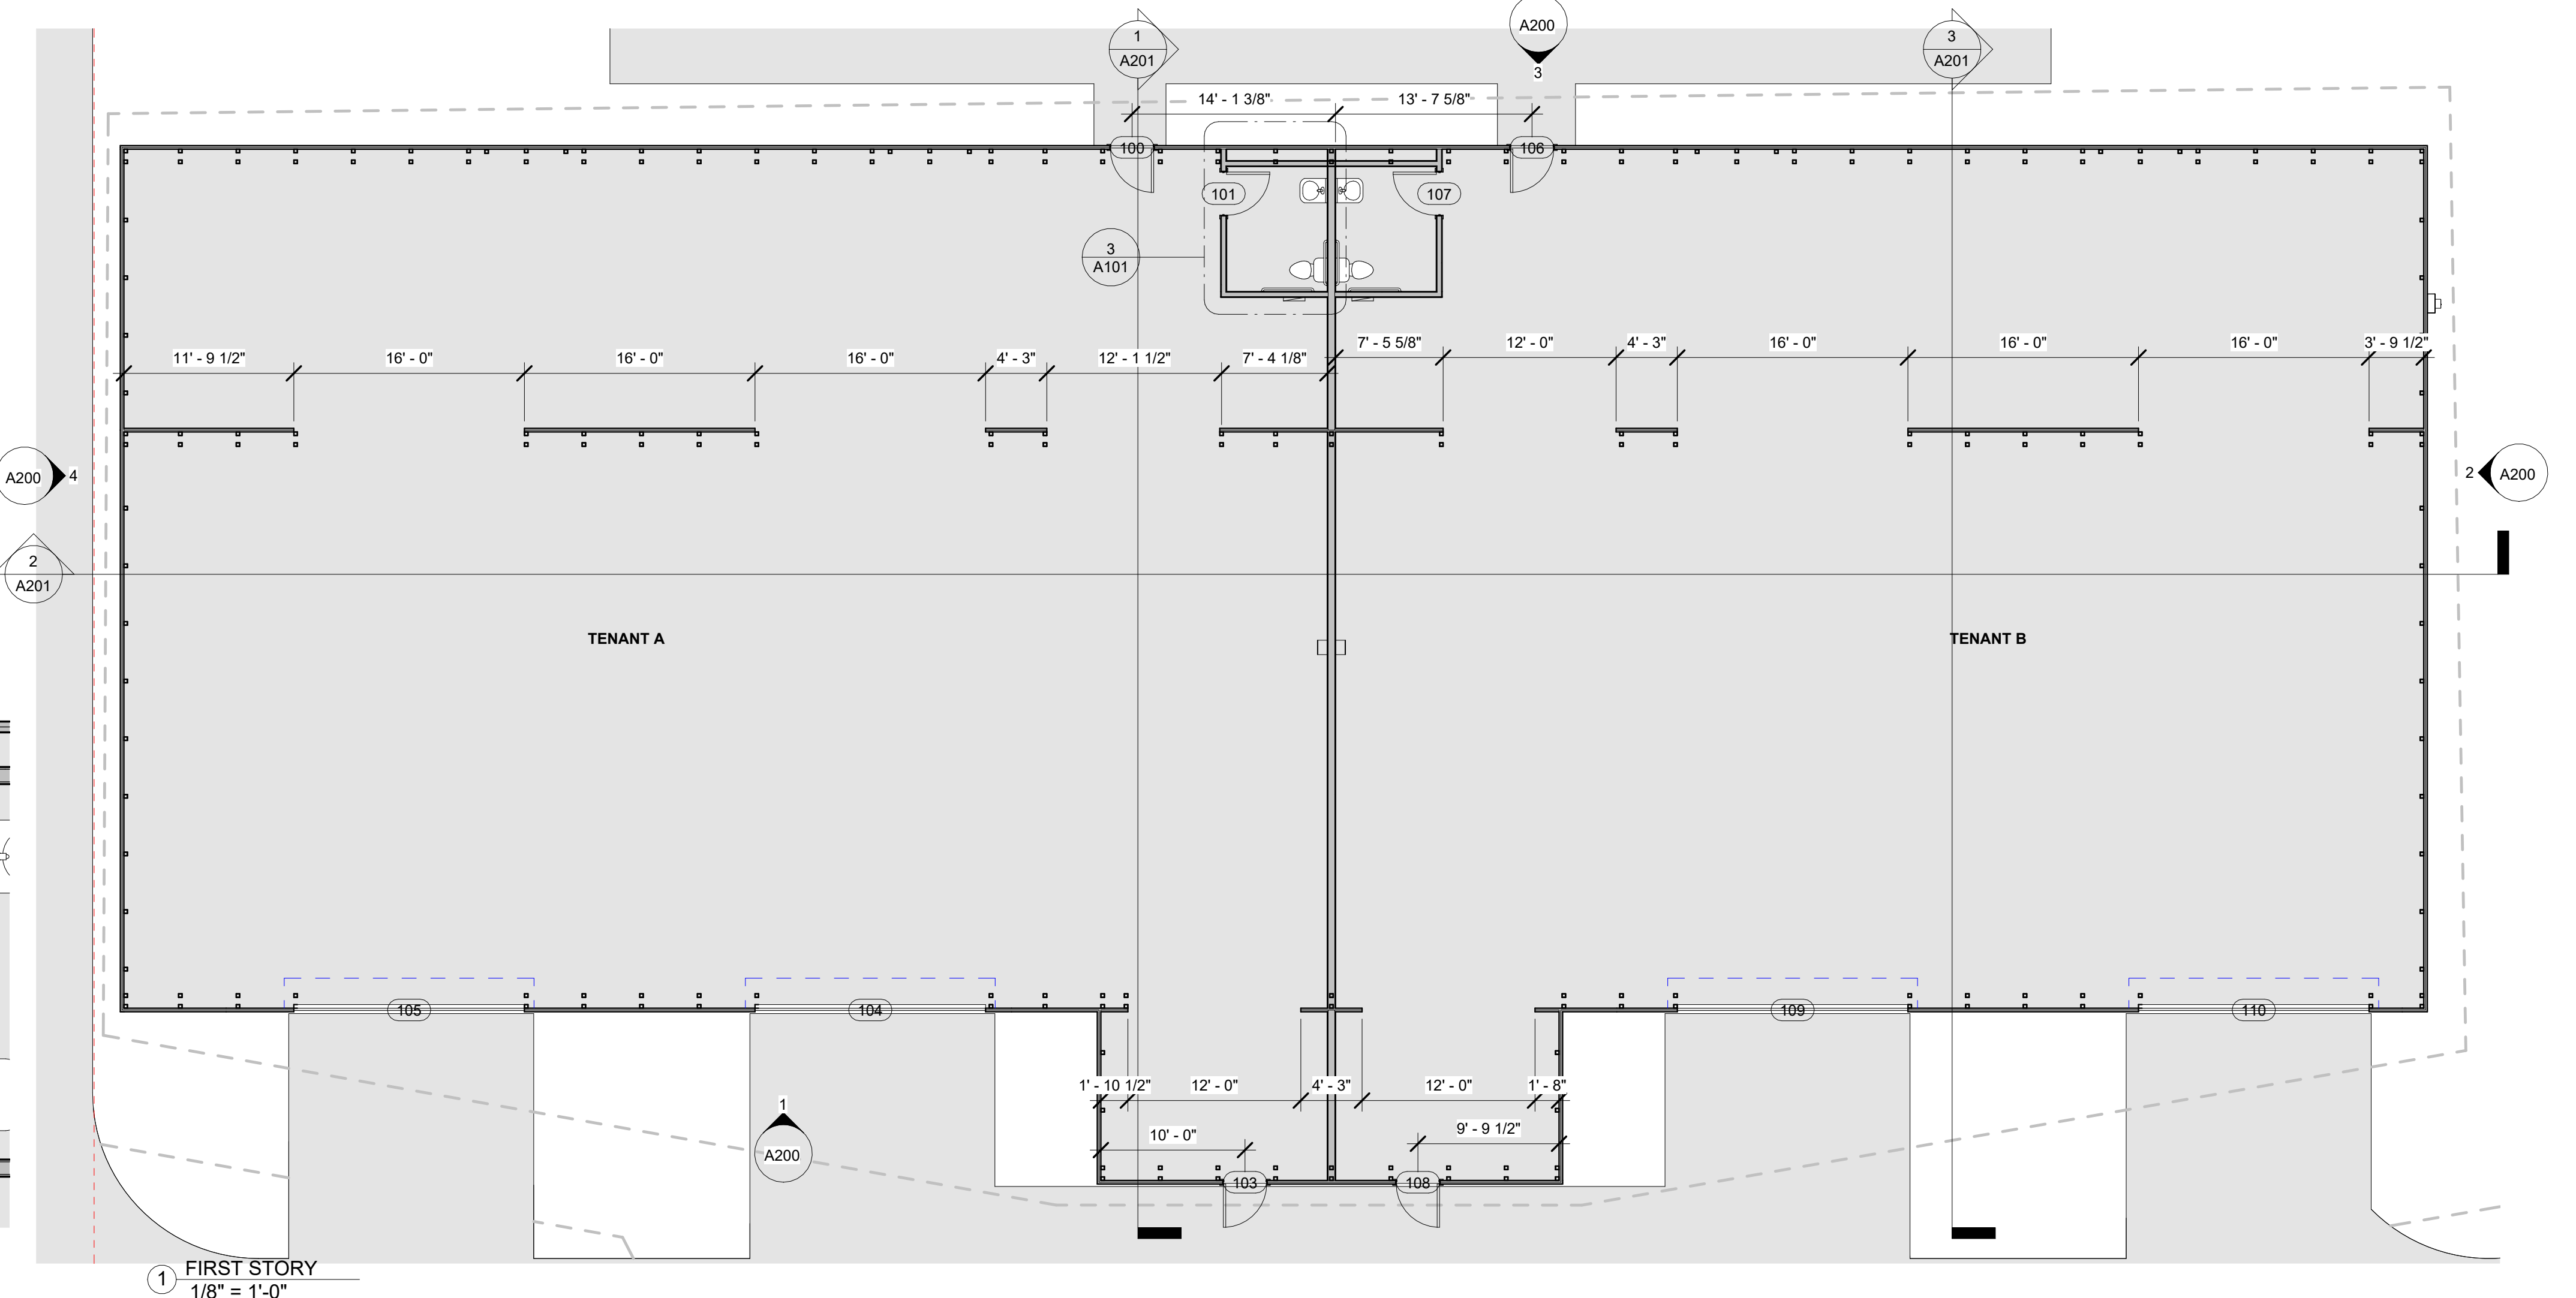 A200
1
3
A201
A201
3
14' - 1 3/8"
13' - 7 5/8"
100
106
101
107
3
A101
7' - 5 5/8"
12' - 0"
4' - 3"
16' - 0"
16' - 0"
16' - 0"
3' - 9 1/2"
11' - 9 1/2"
16' - 0"
16' - 0"
16' - 0"
4' - 3"
12' - 1 1/2"
7' - 4 1/8"
A200
4
2
A200
2
A201
TENANT A
TENANT B
105
104
109
110
1' - 10 1/2"
12' - 0"
4' - 3"
12' - 0"
1' - 8"
1
A200
10' - 0"
9' - 9 1/2"
103
108
1
FIRST STORY
1/8" = 1'-0"